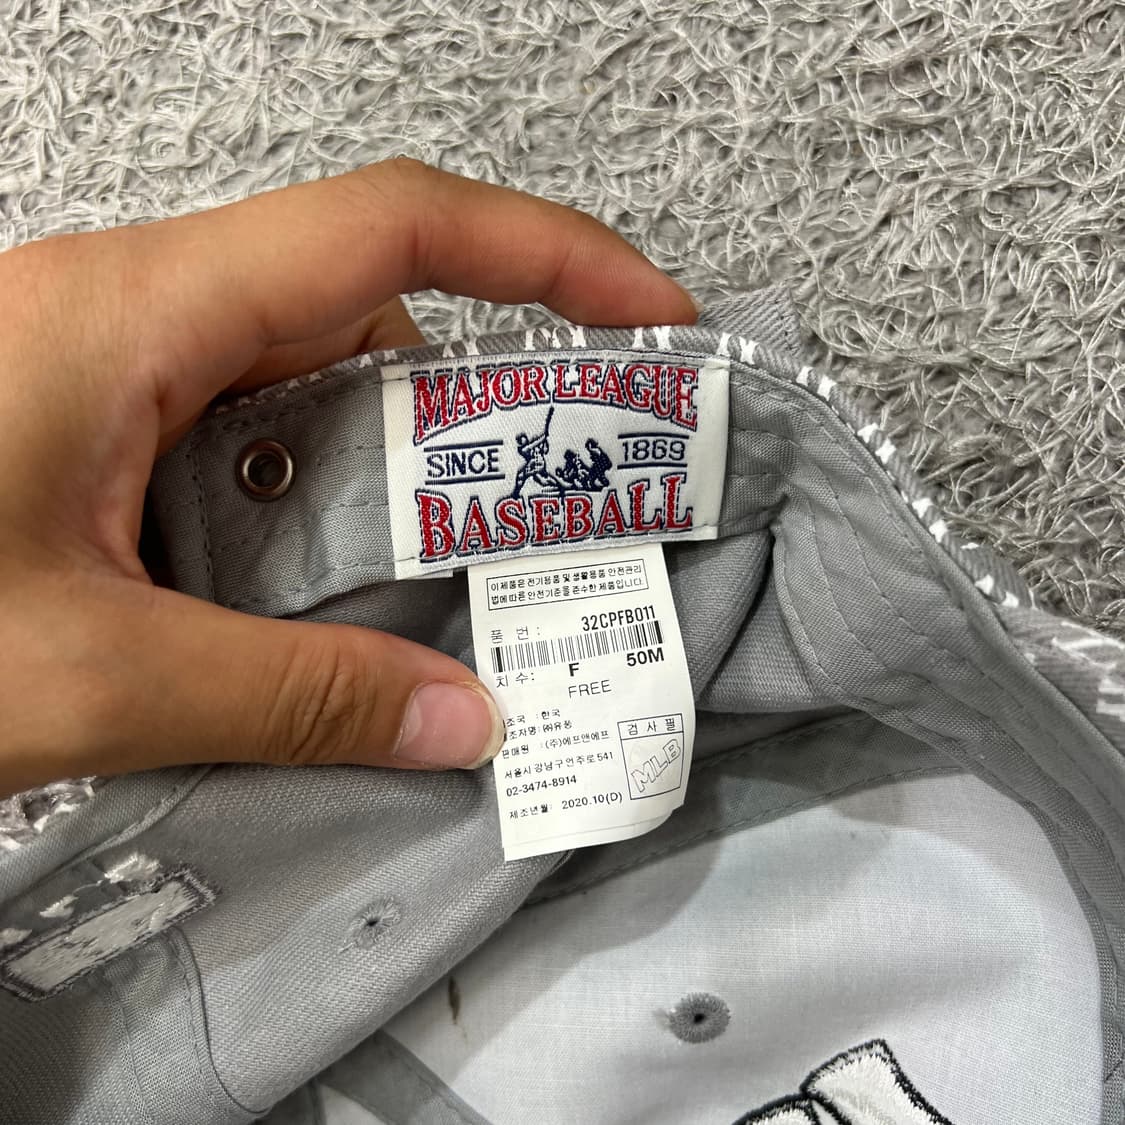 MAJOR LEAGUE
SINCE 1869
BASEBALL
이 제품은 전기용품 및 생활용품 안전관리
법에 따른 안전기준을 준수한 제품입니다.
품 번 : 32CPFB011
치 수: F 50M
FREE
조국 : 한국
조자명: ㈜유풍
판매원 : (주)에프앤에프
서울시 강남구 언주로 541
02-3474-8914
제조년월: 2020.10(D)
검 사 필
MLB